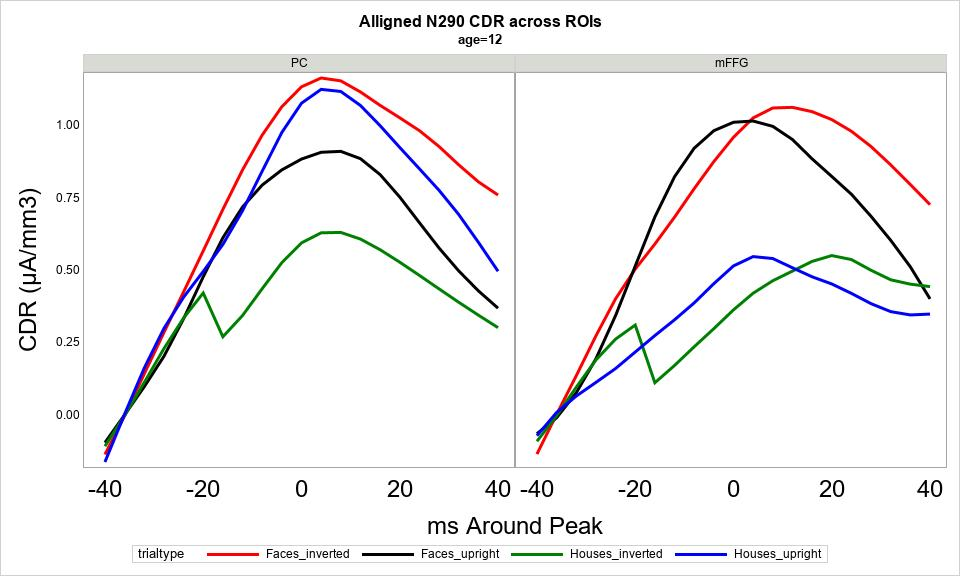 Alligned N290 CDR across ROIs
age=12
PC
mFFG
CDR (µA/mm3)
1.00
0.75
0.50
0.25
0.00
-40 -20 0 20 40 -40 -20 0 20 40
ms Around Peak
trialtype Faces_inverted Faces_upright Houses_inverted Houses_upright